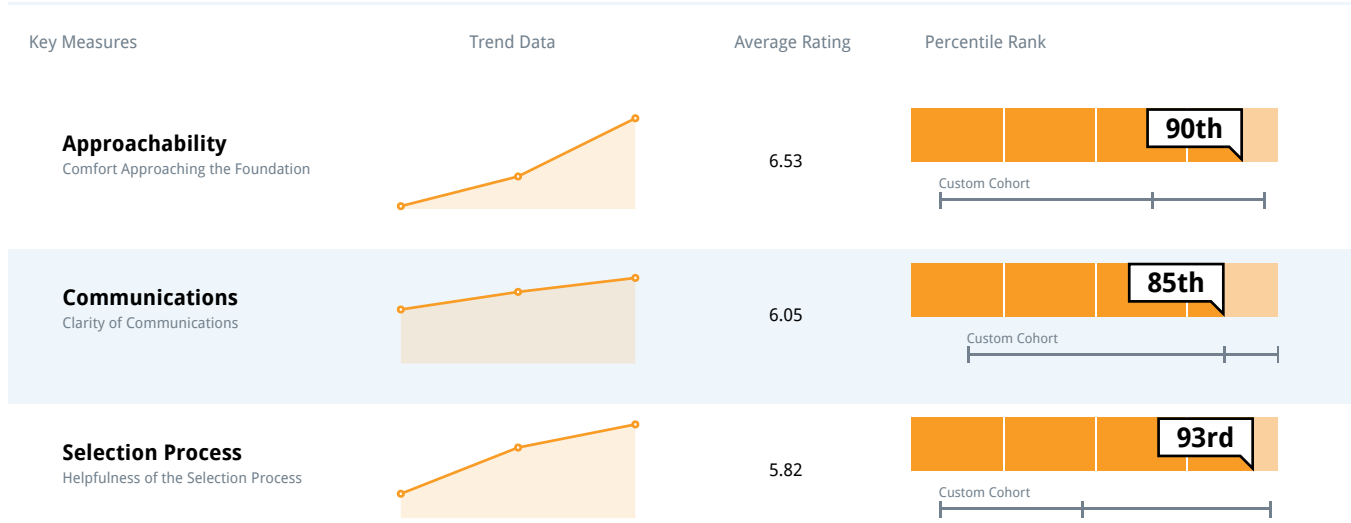 Key Measures Trend Data Average Rating Percentile Rank
Approachability
Comfort Approaching the Foundation
6.53
90th
Custom Cohort
Communications
Clarity of Communications
6.05
85th
Custom Cohort
Selection Process
Helpfulness of the Selection Process
5.82
93rd
Custom Cohort